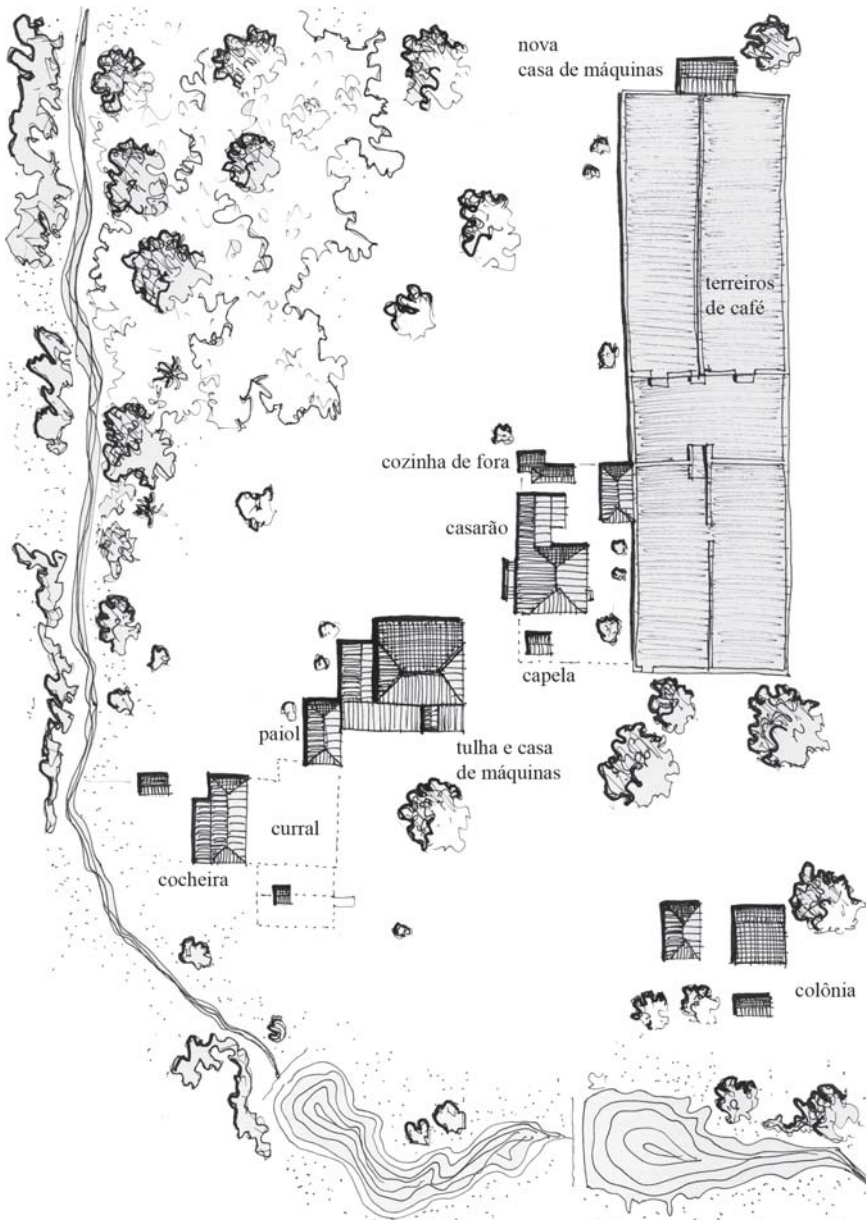 nova
casa de máquinas
terreiros
de café
cozinha de fora
casarão
capela
paiol
tulha e casa
de máquinas
curral
cocheira
colônia